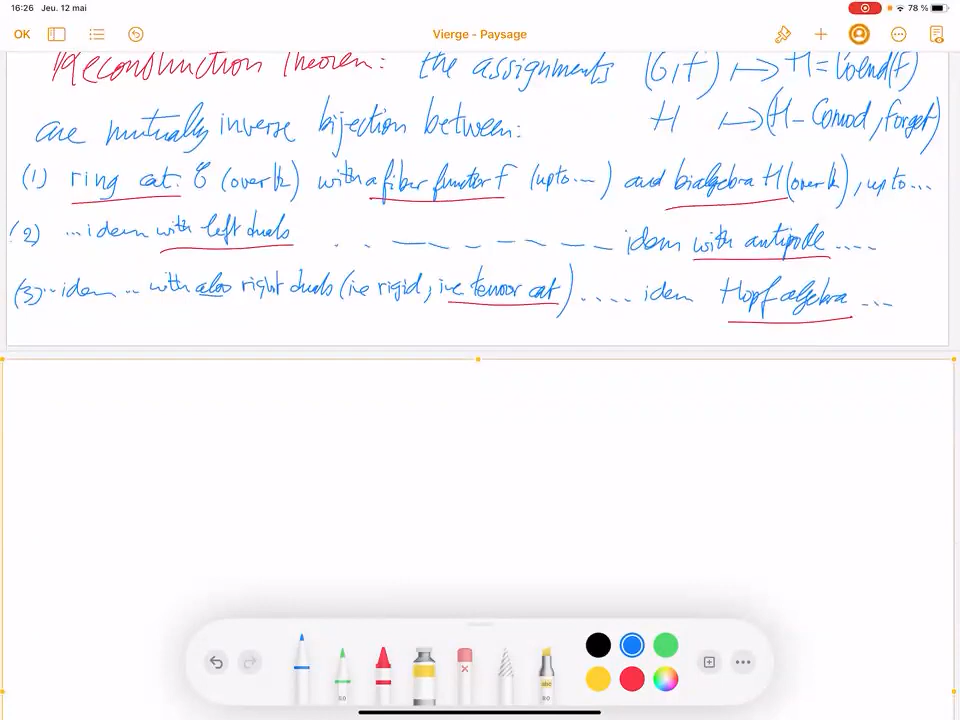 16:26 Jeu. 12 mai
78 %
OK
Vierge - Paysage
Reconstruction Theorem: the assignments (G, F) ↦ H = Coend(F)
are mutually inverse bijection between: H ↦ (H-Comod, forget)
(1) ring cat. C (over k) with a fiber functor F (up to ...) and bialgebra H (over k), up to...
(2) ... idem with left duals .. — — — — — — idem with antipode ....
(3) .. idem .. with also right duals (ie rigid, ie tensor cat) ..... idem Hopf algebra ...